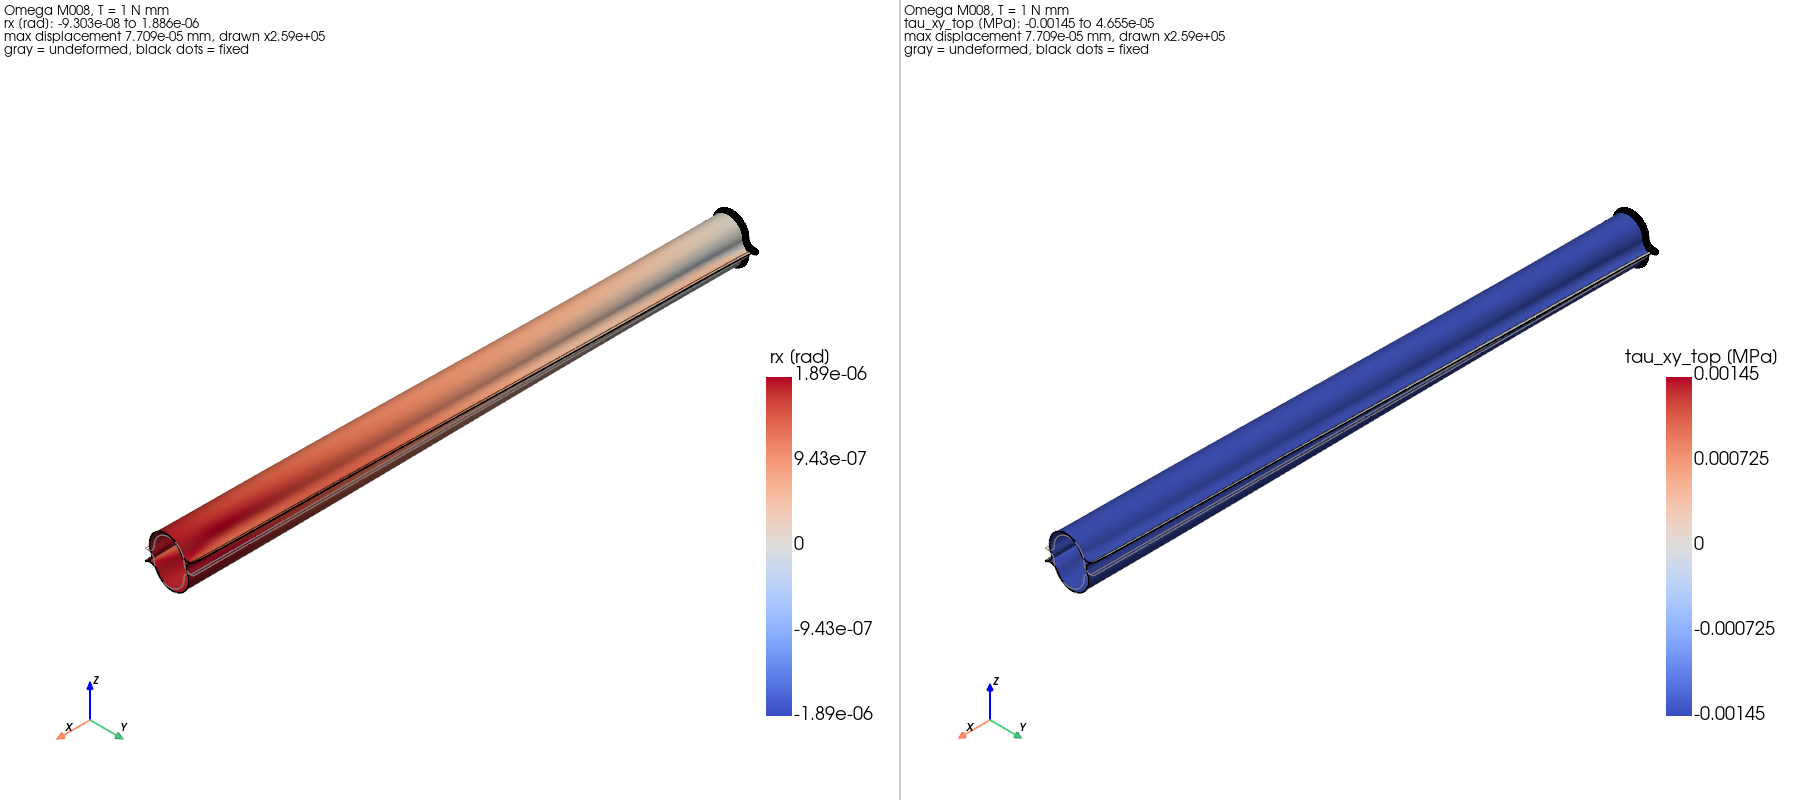 Omega M008, T = 1 N mm
rx [rad]: -9.303e-08 to 1.886e-06
max displacement 7.709e-05 mm, drawn x2.59e+05
gray = undeformed, black dots = fixed
rx [rad]
1.89e-06
9.43e-07
0
-9.43e-07
-1.89e-06
Z
X
Y
Omega M008, T = 1 N mm
tau_xy_top [MPa]: -0.00145 to 4.655e-05
max displacement 7.709e-05 mm, drawn x2.59e+05
gray = undeformed, black dots = fixed
tau_xy_top [MPa]
0.00145
0.000725
0
-0.000725
-0.00145
Z
X
Y